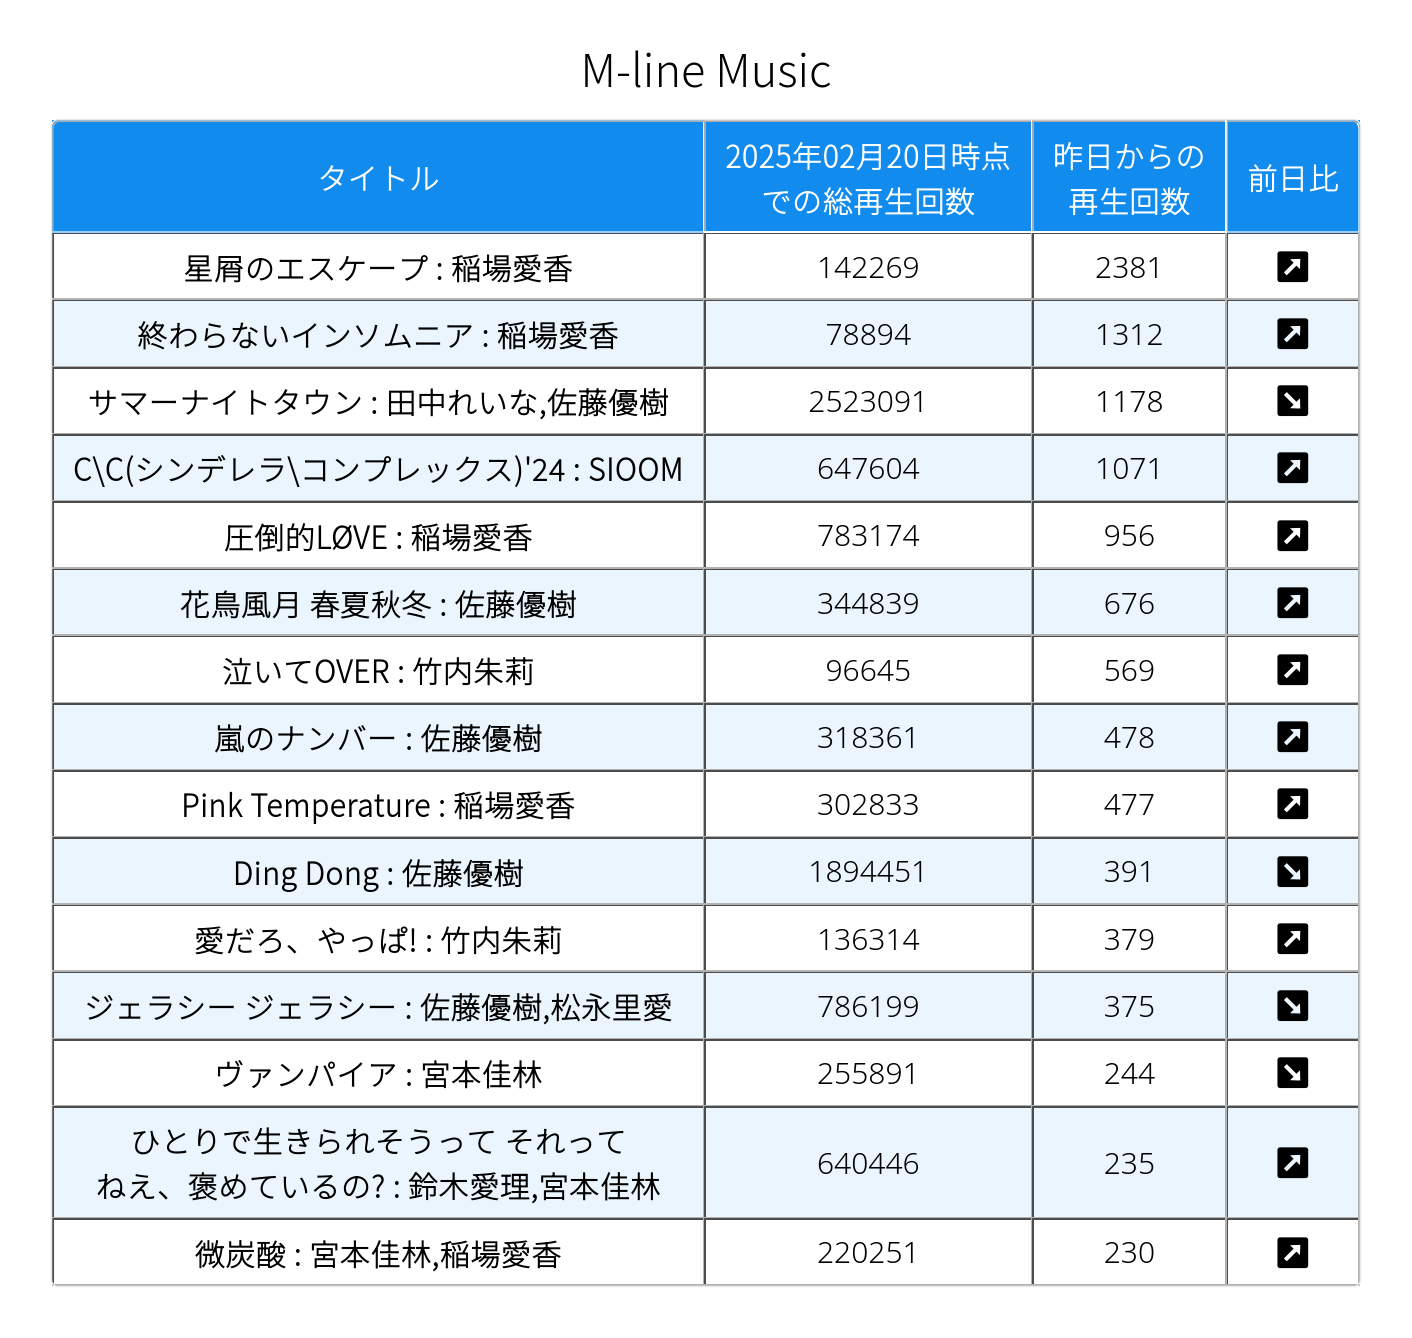 M-line Music
タイトル
2025年02月20日時点
での総再生回数
昨日からの
再生回数
前日比
星屑のエスケープ : 稲場愛香 142269 2381
終わらないインソムニア : 稲場愛香 78894 1312
サマーナイトタウン : 田中れいな,佐藤優樹 2523091 1178
C\C(シンデレラ\コンプレックス)'24 : SIOOM 647604 1071
圧倒的LØVE : 稲場愛香 783174 956
花鳥風月 春夏秋冬 : 佐藤優樹 344839 676
泣いてOVER : 竹内朱莉 96645 569
嵐のナンバー : 佐藤優樹 318361 478
Pink Temperature : 稲場愛香 302833 477
Ding Dong : 佐藤優樹 1894451 391
愛だろ、やっぱ! : 竹内朱莉 136314 379
ジェラシー ジェラシー : 佐藤優樹,松永里愛 786199 375
ヴァンパイア : 宮本佳林 255891 244
ひとりで生きられそうって それって
ねえ、褒めているの? : 鈴木愛理,宮本佳林 640446 235
微炭酸 : 宮本佳林,稲場愛香 220251 230